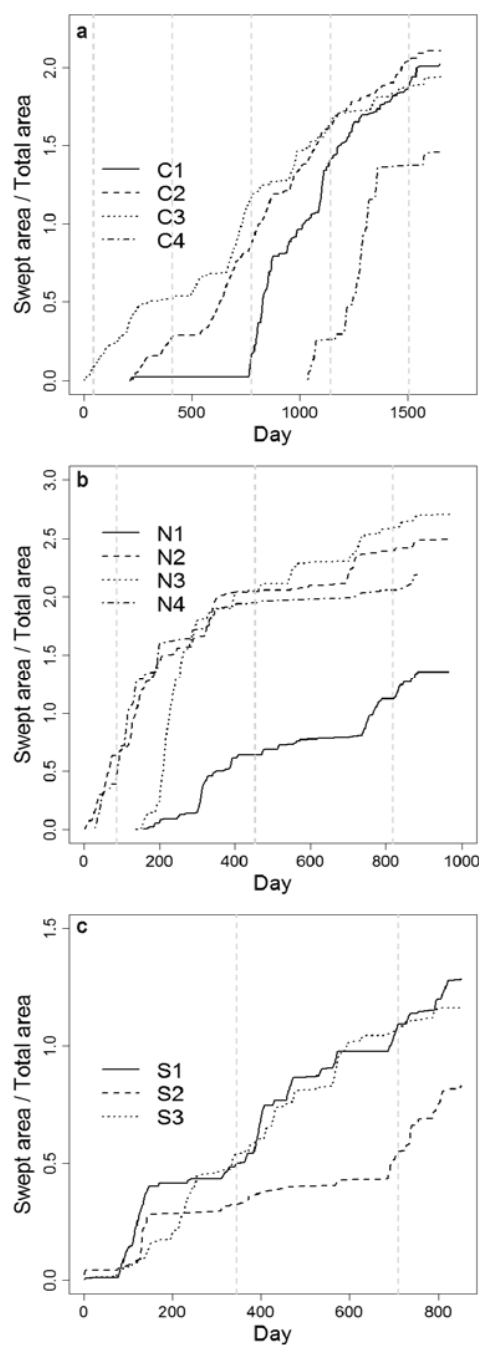 a
Swept area / Total area
2.0
1.5
1.0
0.5
0.0
C1
C2
C3
C4
0 500 1000 1500
Day
b
Swept area / Total area
3.0
2.5
2.0
1.5
1.0
0.5
0.0
N1
N2
N3
N4
0 200 400 600 800 1000
Day
c
Swept area / Total area
1.5
1.0
0.5
0.0
S1
S2
S3
0 200 400 600 800
Day